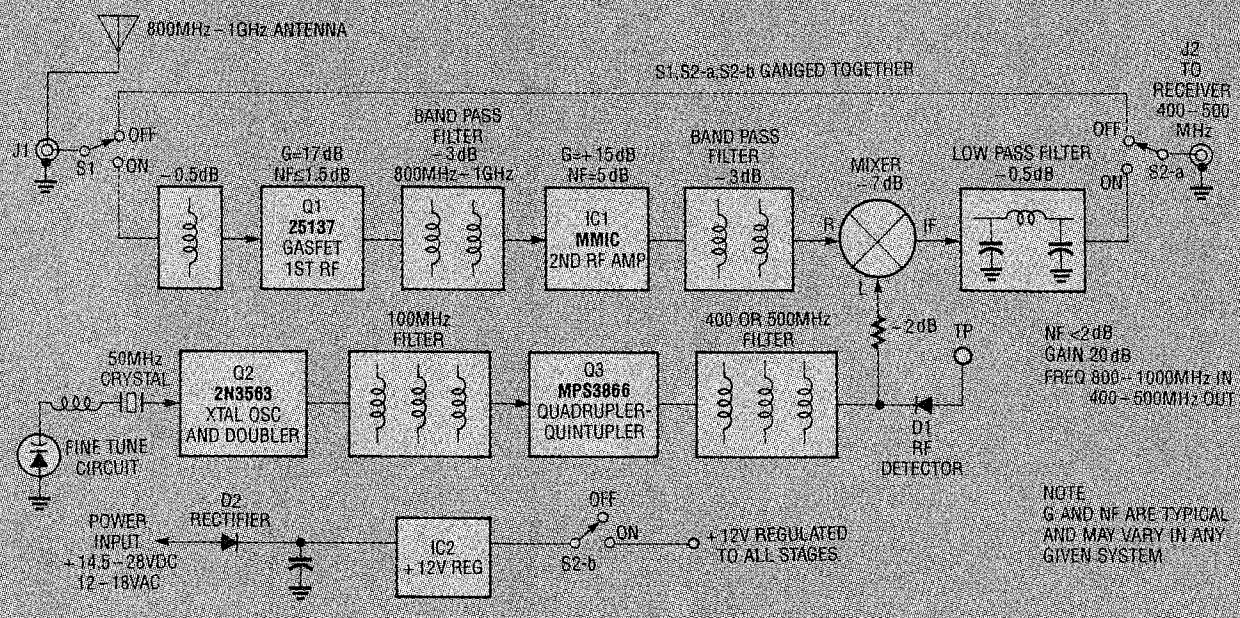 800MHz-1GHz ANTENNA
S1,S2-a,S2-b GANGED TOGETHER
J2
TO
RECEIVER
400-500
MHz
J1
S1
OFF
ON
-0.5dB
G=17dB
NF≤1.5dB
Q1
25137
GASFET
1ST RF
BAND PASS
FILTER
-3dB
800MHz-1GHz
G=+15dB
NF=5dB
IC1
MMIC
2ND RF AMP
BAND PASS
FILTER
-3dB
MIXER
-7dB
R
IF
L
LOW PASS FILTER
-0.5dB
OFF
ON
S2-a
50MHz
CRYSTAL
FINE TUNE
CIRCUIT
Q2
2N3563
XTAL OSC
AND DOUBLER
100MHz
FILTER
Q3
MPS3866
QUADRUPLER-
QUINTUPLER
400 OR 500MHz
FILTER
-2dB
TP
D1
RF
DETECTOR
NF <2dB
GAIN 20dB
FREQ 800-1000MHz IN
400-500MHz OUT
POWER
INPUT
+14.5-28VDC
12-18VAC
D2
RECTIFIER
IC2
+12V REG
OFF
ON
S2-b
+12V REGULATED
TO ALL STAGES
NOTE
G AND NF ARE TYPICAL
AND MAY VARY IN ANY
GIVEN SYSTEM